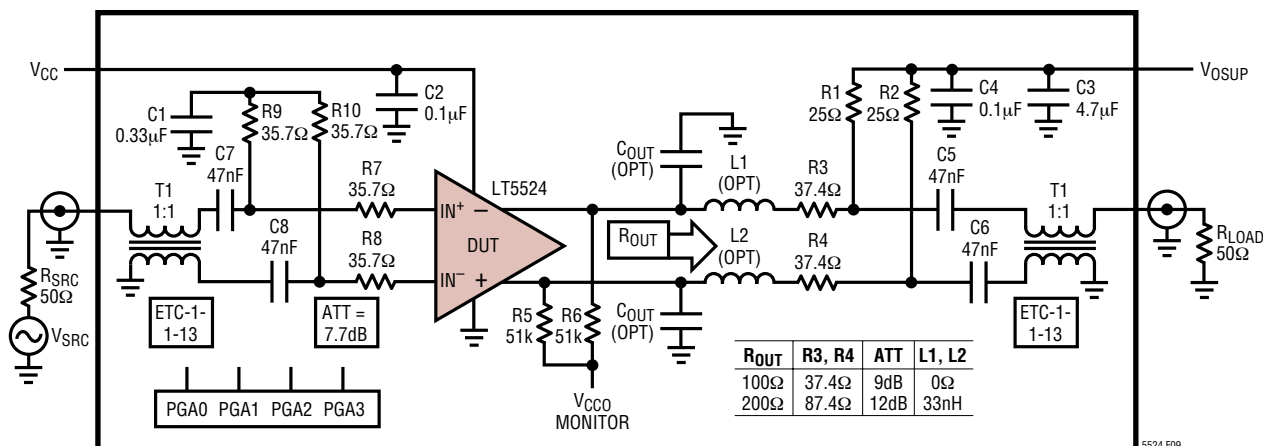 VCC
C1
0.33µF
R9
35.7Ω
R10
35.7Ω
C2
0.1µF
R1
25Ω
R2
25Ω
C4
0.1µF
C3
4.7µF
VOSUP
C7
47nF
R7
35.7Ω
LT5524
COUT
(OPT)
L1
(OPT)
R3
37.4Ω
C5
47nF
T1
1:1
T1
1:1
IN+
−
DUT
IN−
+
C8
47nF
R8
35.7Ω
ROUT
L2
(OPT)
R4
37.4Ω
C6
47nF
RSRC
50Ω
RLOAD
50Ω
VSRC
ETC-1-
1-13
ATT =
7.7dB
R5
51k
R6
51k
COUT
(OPT)
ETC-1-
1-13
PGA0 PGA1 PGA2 PGA3
VCCO
MONITOR
ROUT R3, R4 ATT L1, L2
100Ω 37.4Ω 9dB 0Ω
200Ω 87.4Ω 12dB 33nH
5524 F09